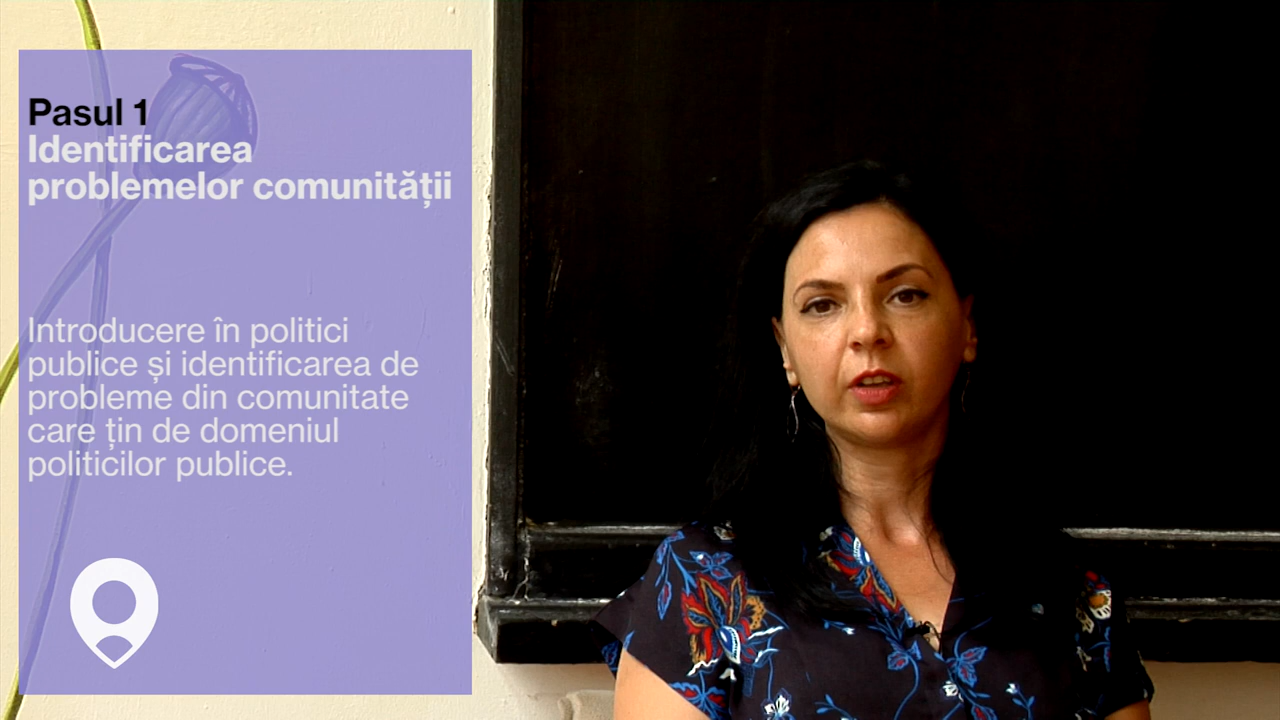 Pasul 1
Identificarea
problemelor comunității
Introducere în politici
publice și identificarea de
probleme din comunitate
care țin de domeniul
politicilor publice.